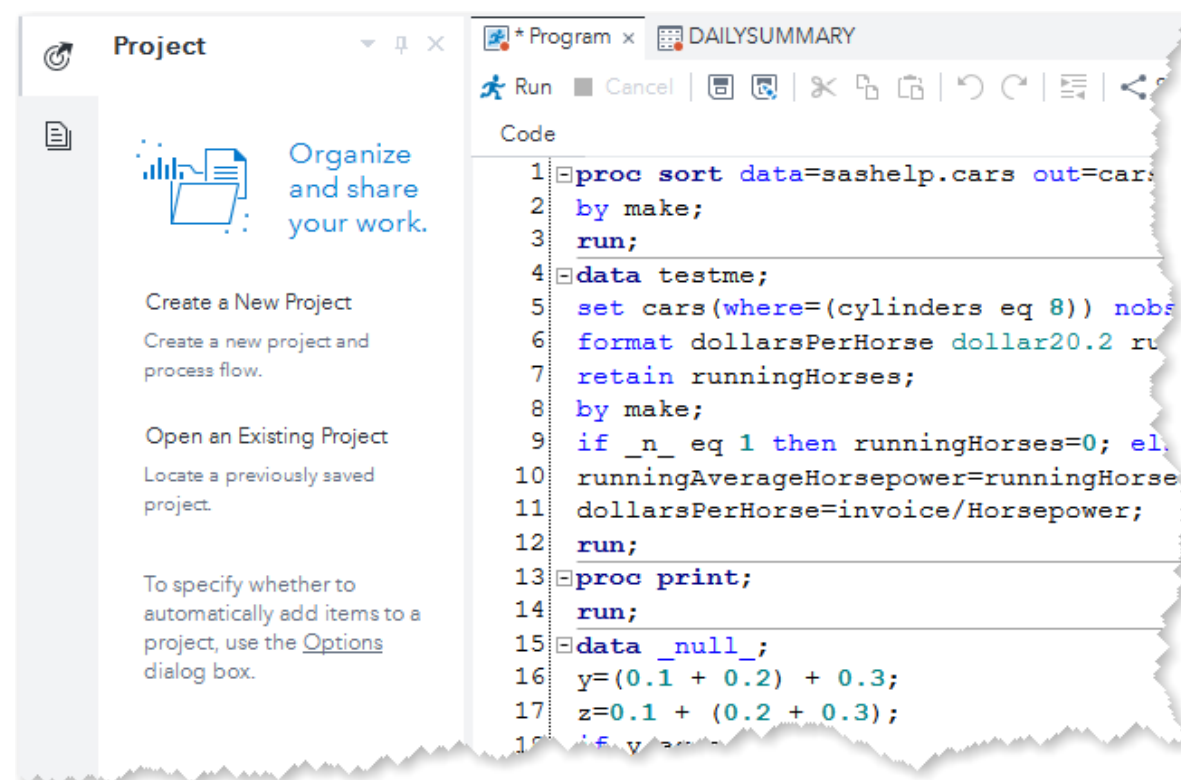 Project
* Program × DAILYSUMMARY
Run Cancel
Code
Organize
and share
your work.
Create a New Project
Create a new project and
process flow.
Open an Existing Project
Locate a previously saved
project.
To specify whether to
automatically add items to a
project, use the Options
dialog box.
1 proc sort data=sashelp.cars out=cars
2 by make;
3 run;
4 data testme;
5 set cars(where=(cylinders eq 8)) nobs
6 format dollarsPerHorse dollar20.2 ru
7 retain runningHorses;
8 by make;
9 if _n_ eq 1 then runningHorses=0; el
10 runningAverageHorsepower=runningHorse
11 dollarsPerHorse=invoice/Horsepower;
12 run;
13 proc print;
14 run;
15 data _null_;
16 y=(0.1 + 0.2) + 0.3;
17 z=0.1 + (0.2 + 0.3);